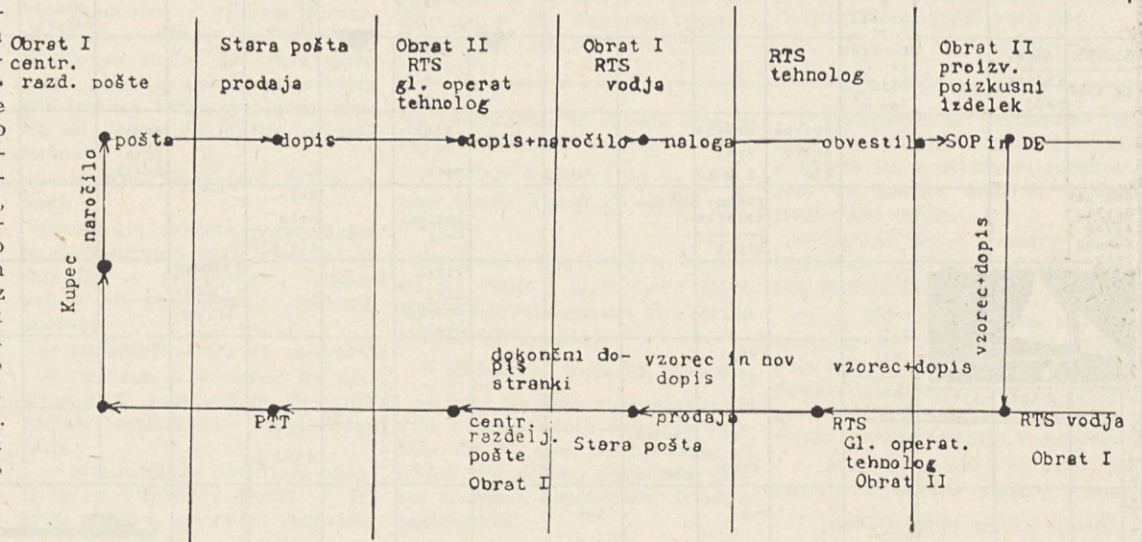 Obrat I
centr.
razd. pošte
Stara pošta
prodaja
Obrat II
RTS
gl. operat
tehnolog
Obrat I
RTS
vodja
RTS
tehnolog
Obrat II
proizv.
poizkusni
izdelek
pošta
dopis
dopis+naročilo
naloga
obvestila
SOP in DE
Kupec naročilo
vzorec+dopis
dokončni do-
pis
stranki
vzorec in nov
dopis
vzorec+dopis
PTT
centr.
razdelj.
pošte
Obrat I
prodaja
Stara pošta
RTS
Gl. operat.
tehnolog
Obrat II
RTS vodja
Obrat I